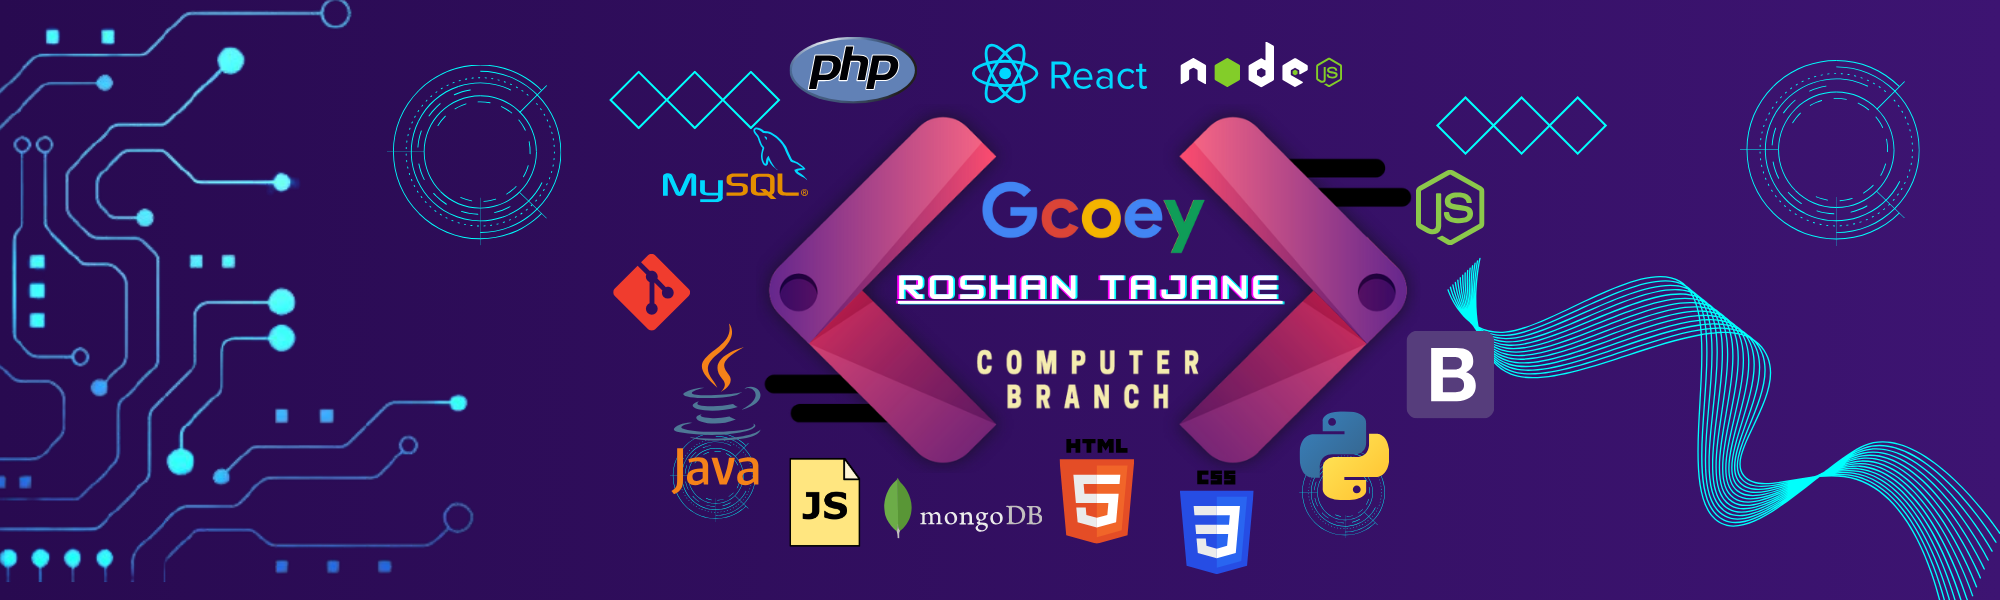 php
React
node
JS
MySQL®
Gcoey
JS
ROSHAN TAJANE
COMPUTER
BRANCH
B
Java
JS
mongoDB
HTML
5
CSS
3